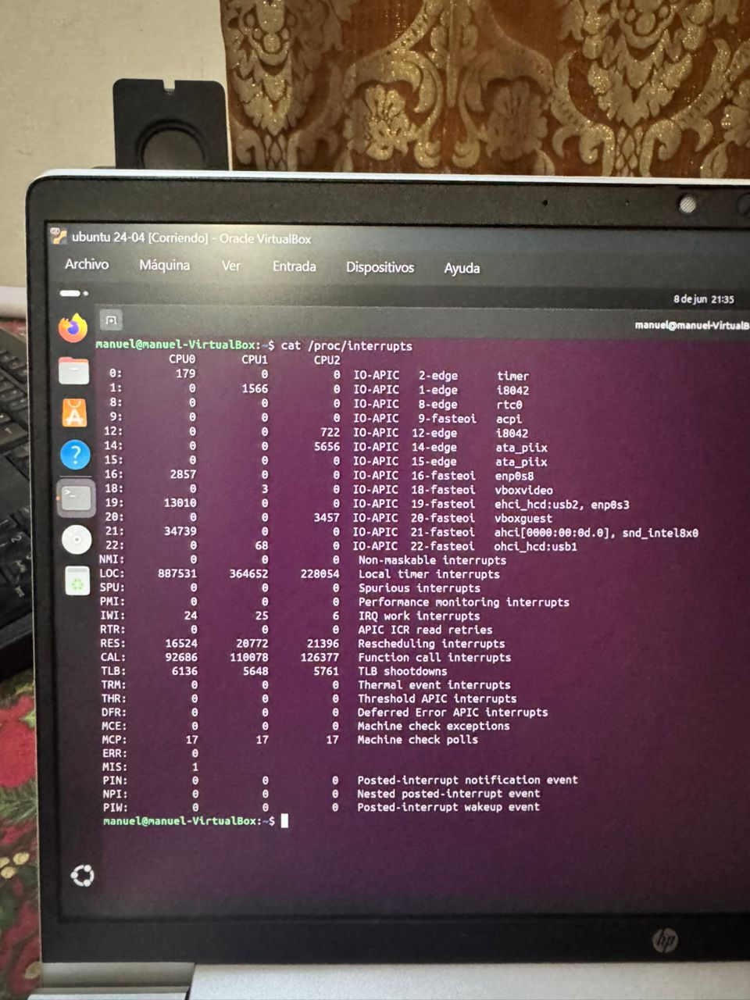 ubuntu 24-04 [Corriendo] - Oracle VirtualBox
Archivo Máquina Ver Entrada Dispositivos Ayuda
8 de jun 21:35
manuel@manuel-VirtualB
manuel@manuel-VirtualBox:~$ cat /proc/interrupts
CPU0 CPU1 CPU2
0: 179 0 0 IO-APIC 2-edge timer
1: 0 1566 0 IO-APIC 1-edge i8042
8: 0 0 0 IO-APIC 8-edge rtc0
9: 0 0 0 IO-APIC 9-fasteoi acpi
12: 0 0 722 IO-APIC 12-edge i8042
14: 0 0 5656 IO-APIC 14-edge ata_piix
15: 0 0 0 IO-APIC 15-edge ata_piix
16: 2857 0 0 IO-APIC 16-fasteoi enp0s8
18: 0 3 0 IO-APIC 18-fasteoi vboxvideo
19: 13010 0 0 IO-APIC 19-fasteoi ehci_hcd:usb2, enp0s3
20: 0 0 3457 IO-APIC 20-fasteoi vboxguest
21: 34739 0 0 IO-APIC 21-fasteoi ahci[0000:00:0d.0], snd_intel8x0
22: 0 68 0 IO-APIC 22-fasteoi ohci_hcd:usb1
NMI: 0 0 0 Non-maskable interrupts
LOC: 887531 364652 228054 Local timer interrupts
SPU: 0 0 0 Spurious interrupts
PMI: 0 0 0 Performance monitoring interrupts
IWI: 24 25 6 IRQ work interrupts
RTR: 0 0 0 APIC ICR read retries
RES: 16524 20772 21396 Rescheduling interrupts
CAL: 92686 110078 126377 Function call interrupts
TLB: 6136 5648 5761 TLB shootdowns
TRM: 0 0 0 Thermal event interrupts
THR: 0 0 0 Threshold APIC interrupts
DFR: 0 0 0 Deferred Error APIC interrupts
MCE: 0 0 0 Machine check exceptions
MCP: 17 17 17 Machine check polls
ERR: 0
MIS: 1
PIN: 0 0 0 Posted-interrupt notification event
NPI: 0 0 0 Nested posted-interrupt event
PIW: 0 0 0 Posted-interrupt wakeup event
manuel@manuel-VirtualBox:~$
hp